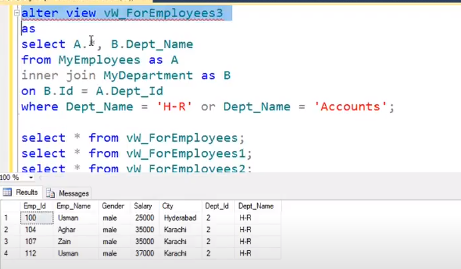 alter view vW_ForEmployees3
as
select A.*, B.Dept_Name
from MyEmployees as A
inner join MyDepartment as B
on B.Id = A.Dept_Id
where Dept_Name = 'H-R' or Dept_Name = 'Accounts';
select * from vW_ForEmployees;
select * from vW_ForEmployees1;
select * from vW_ForEmployees2;
100 %
Results Messages
Emp_Id Emp_Name Gender Salary City Dept_Id Dept_Name
1 100 Usman male 25000 Hyderabad 2 H-R
2 104 Aghar male 35000 Karachi 2 H-R
3 107 Zain male 35000 Karachi 2 H-R
4 112 Usman male 37000 Karachi 2 H-R